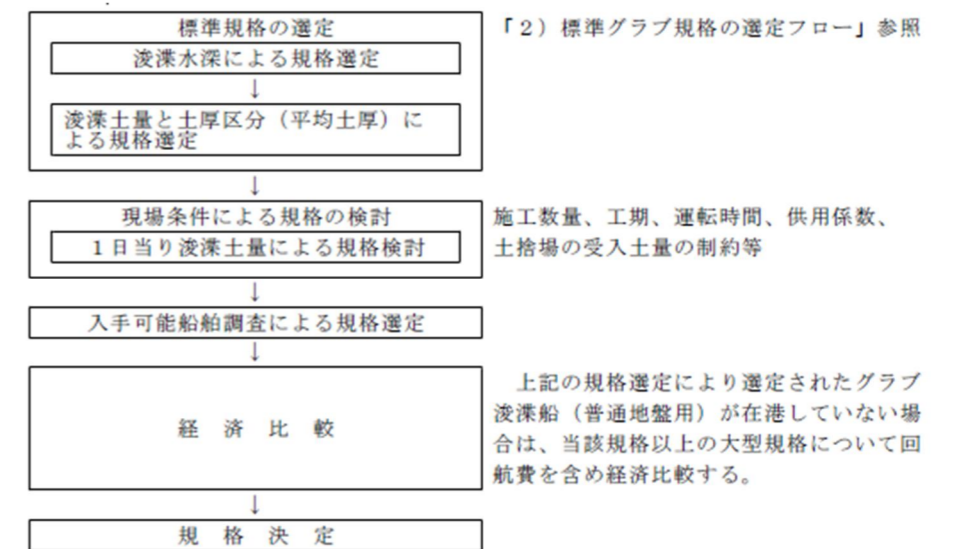 標準規格の選定
「2）標準グラブ規格の選定フロー」参照
浚渫水深による規格選定
↓
浚渫土量と土厚区分（平均土厚）に
よる規格選定
↓
現場条件による規格の検討
1日当り浚渫土量による規格検討
施工数量、工期、運転時間、供用係数、
土捨場の受入土量の制約等
↓
入手可能船舶調査による規格選定
↓
経 済 比 較
上記の規格選定により選定されたグラブ
浚渫船（普通地盤用）が在港していない場
合は、当該規格以上の大型規格について回
航費を含め経済比較する。
↓
規 格 決 定